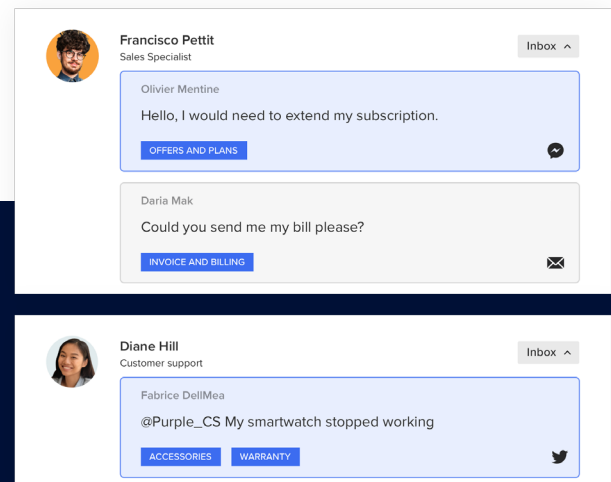 Francisco Pettit
Inbox
Sales Specialist
Olivier Mentine
Hello, I would need to extend my subscription.
OFFERS AND PLANS
Daria Mak
Could you send me my bill please?
INVOICE AND BILLING
Diane Hill
Inbox
Customer support
Fabrice DellMea
@Purple_CS My smartwatch stopped working
ACCESSORIES WARRANTY